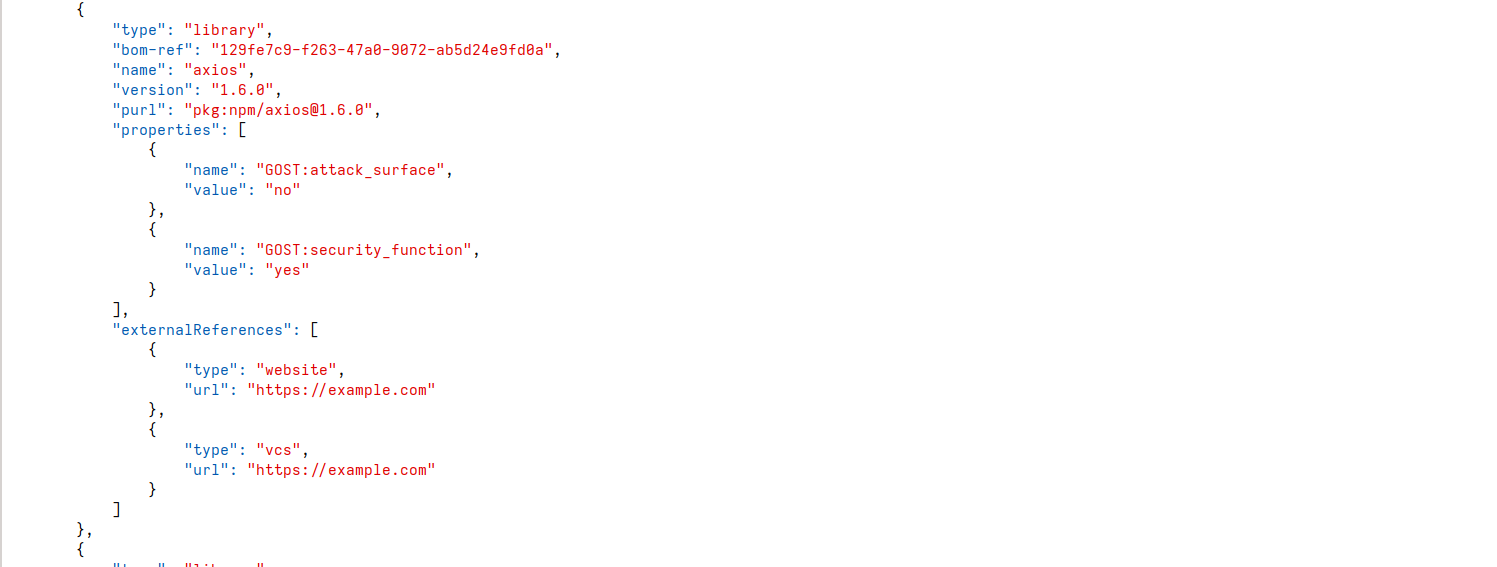 {
"type": "library",
"bom-ref": "129fe7c9-f263-47a0-9072-ab5d24e9fd0a",
"name": "axios",
"version": "1.6.0",
"purl": "pkg:npm/axios@1.6.0",
"properties": [
{
"name": "GOST:attack_surface",
"value": "no"
},
{
"name": "GOST:security_function",
"value": "yes"
}
],
"externalReferences": [
{
"type": "website",
"url": "https://example.com"
},
{
"type": "vcs",
"url": "https://example.com"
}
]
},
{